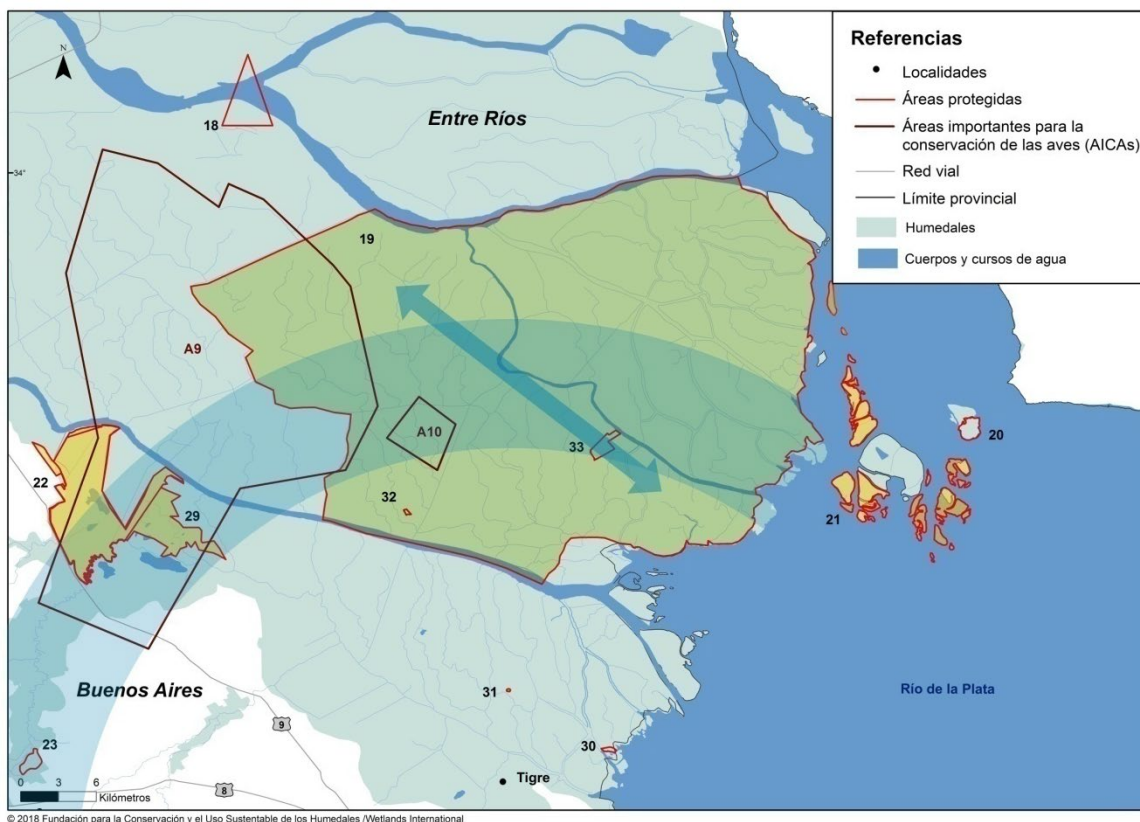 N
34°
18
Entre Ríos
19
A9
A10
33
32
22
29
20
21
31
30
Buenos Aires
9
23
8
Tigre
Río de la Plata
0 3 6
Kilómetros
Referencias
Localidades
Áreas protegidas
Áreas importantes para la
conservación de las aves (AICAs)
Red vial
Límite provincial
Humedales
Cuerpos y cursos de agua
© 2018 Fundación para la Conservación y el Uso Sustentable de los Humedales /Wetlands International